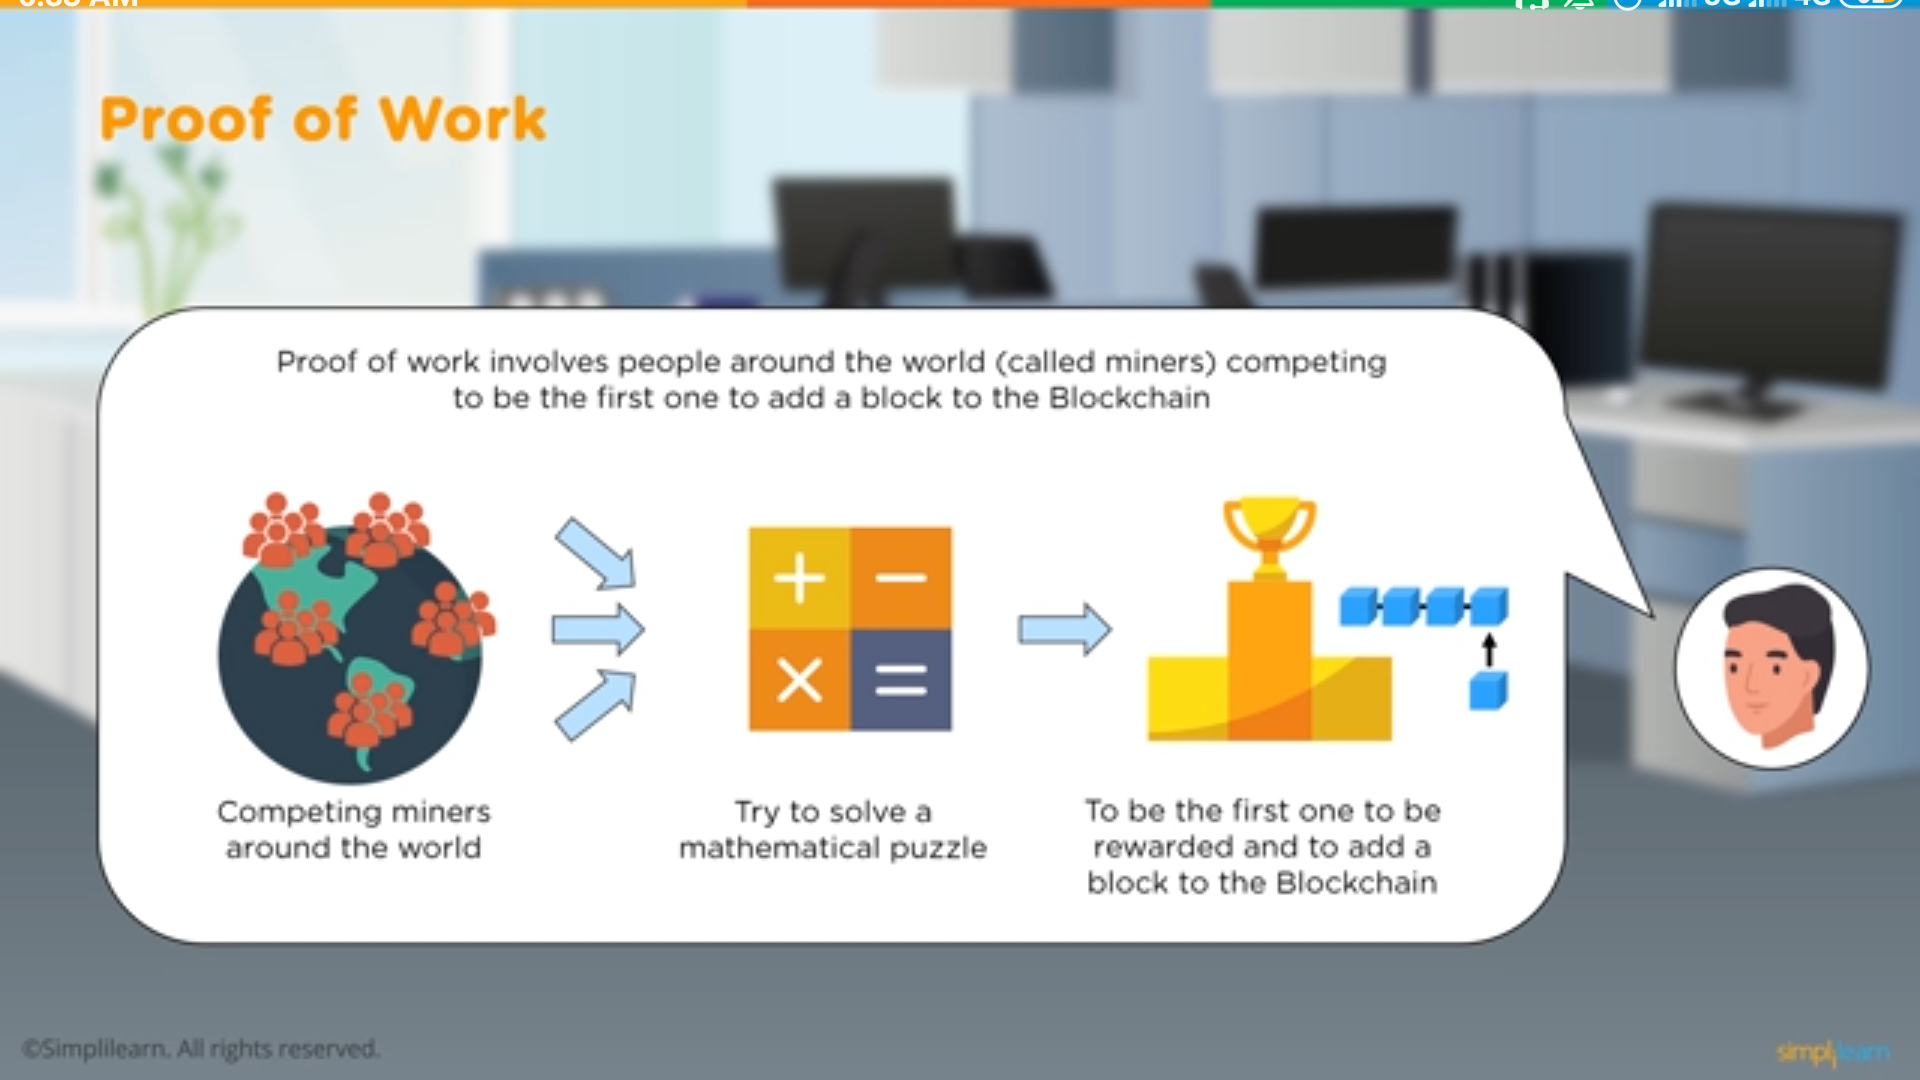 Proof of Work
Proof of work involves people around the world (called miners) competing
to be the first one to add a block to the Blockchain
Competing miners
around the world
Try to solve a
mathematical puzzle
To be the first one to be
rewarded and to add a
block to the Blockchain
©Simplilearn. All rights reserved.
simplilearn